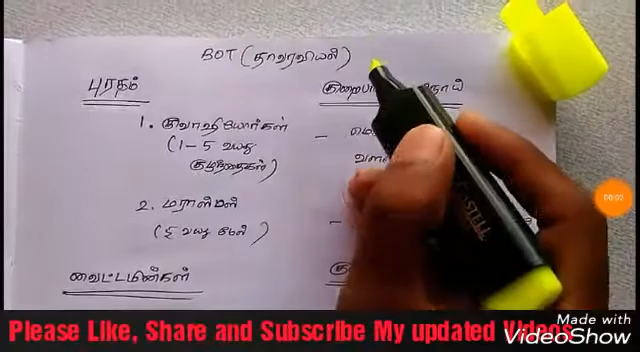 BOT (தாவரவியல்)
புரதம்
1. குவாஷியோர்கள் –
(1-5 வயது
குழந்தைகள்)
2. மராஸ்மஸ் –
(5 வயது மேல்)
வைட்டமின்கள்
00:02
Please Like, Share and Subscribe My updated Videos
Made with
VideoShow